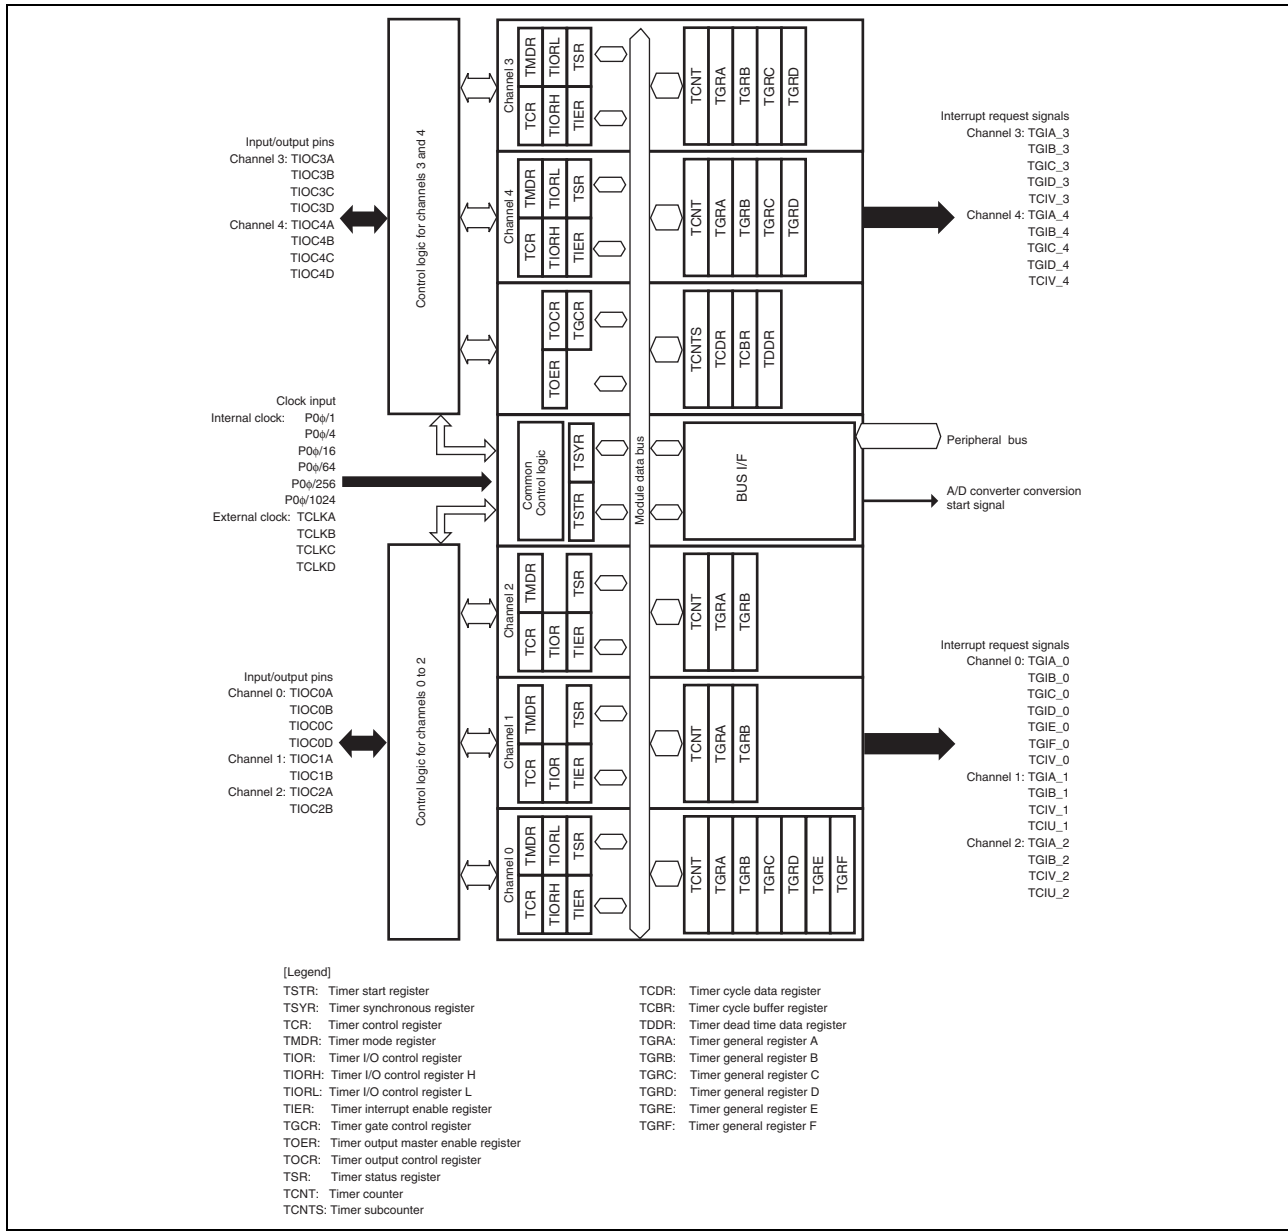 Input/output pins
Channel 3: TIOC3A
TIOC3B
TIOC3C
TIOC3D
Channel 4: TIOC4A
TIOC4B
TIOC4C
TIOC4D
Clock input
Internal clock: P0φ/1
P0φ/4
P0φ/16
P0φ/64
P0φ/256
P0φ/1024
External clock: TCLKA
TCLKB
TCLKC
TCLKD
Input/output pins
Channel 0: TIOC0A
TIOC0B
TIOC0C
TIOC0D
Channel 1: TIOC1A
TIOC1B
Channel 2: TIOC2A
TIOC2B
Control logic for channels 3 and 4
Control logic for channels 0 to 2
Channel 3
TCR
TMDR
TIORH
TIORL
TIER
TSR
TCNT
TGRA
TGRB
TGRC
TGRD
Channel 4
TCR
TMDR
TIORH
TIORL
TIER
TSR
TCNT
TGRA
TGRB
TGRC
TGRD
TOER
TOCR
TGCR
TCNTS
TCDR
TCBR
TDDR
Common
Control logic
TSTR
TSYR
Module data bus
BUS I/F
Channel 2
TCR
TMDR
TIOR
TIER
TSR
TCNT
TGRA
TGRB
Channel 1
TCR
TMDR
TIOR
TIER
TSR
TCNT
TGRA
TGRB
Channel 0
TCR
TMDR
TIORH
TIORL
TIER
TSR
TCNT
TGRA
TGRB
TGRC
TGRD
TGRE
TGRF
Interrupt request signals
Channel 3: TGIA_3
TGIB_3
TGIC_3
TGID_3
TCIV_3
Channel 4: TGIA_4
TGIB_4
TGIC_4
TGID_4
TCIV_4
Peripheral bus
A/D converter conversion
start signal
Interrupt request signals
Channel 0: TGIA_0
TGIB_0
TGIC_0
TGID_0
TGIE_0
TGIF_0
TCIV_0
Channel 1: TGIA_1
TGIB_1
TCIV_1
TCIU_1
Channel 2: TGIA_2
TGIB_2
TCIV_2
TCIU_2
[Legend]
TSTR: Timer start register
TSYR: Timer synchronous register
TCR: Timer control register
TMDR: Timer mode register
TIOR: Timer I/O control register
TIORH: Timer I/O control register H
TIORL: Timer I/O control register L
TIER: Timer interrupt enable register
TGCR: Timer gate control register
TOER: Timer output master enable register
TOCR: Timer output control register
TSR: Timer status register
TCNT: Timer counter
TCNTS: Timer subcounter
TCDR: Timer cycle data register
TCBR: Timer cycle buffer register
TDDR: Timer dead time data register
TGRA: Timer general register A
TGRB: Timer general register B
TGRC: Timer general register C
TGRD: Timer general register D
TGRE: Timer general register E
TGRF: Timer general register F